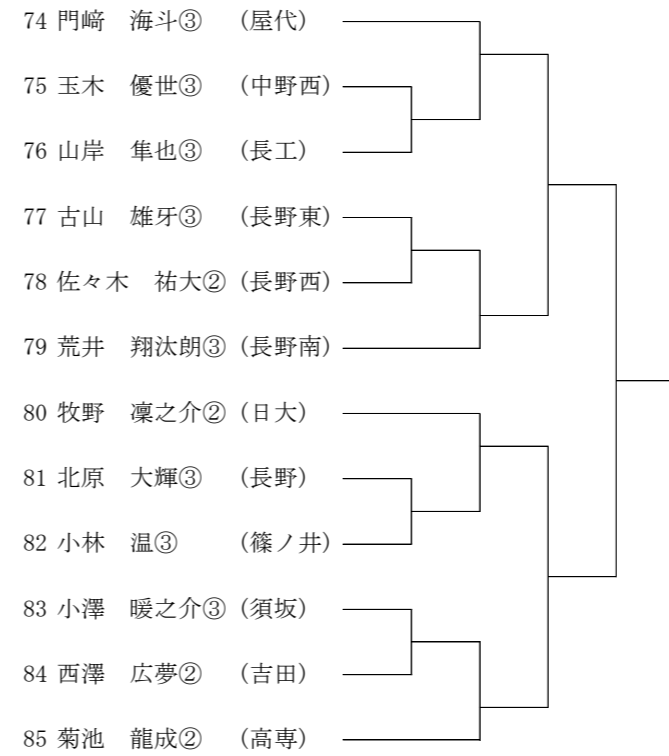 74 門﨑　海斗③　（屋代）
75 玉木　優世③　（中野西）
76 山岸　隼也③　（長工）
77 古山　雄牙③　（長野東）
78 佐々木　祐大②（長野西）
79 荒井　翔汰朗③（長野南）
80 牧野　凜之介②（日大）
81 北原　大輝③　（長野）
82 小林　温③　　（篠ノ井）
83 小澤　暖之介③（須坂）
84 西澤　広夢②　（吉田）
85 菊池　龍成②　（高専）